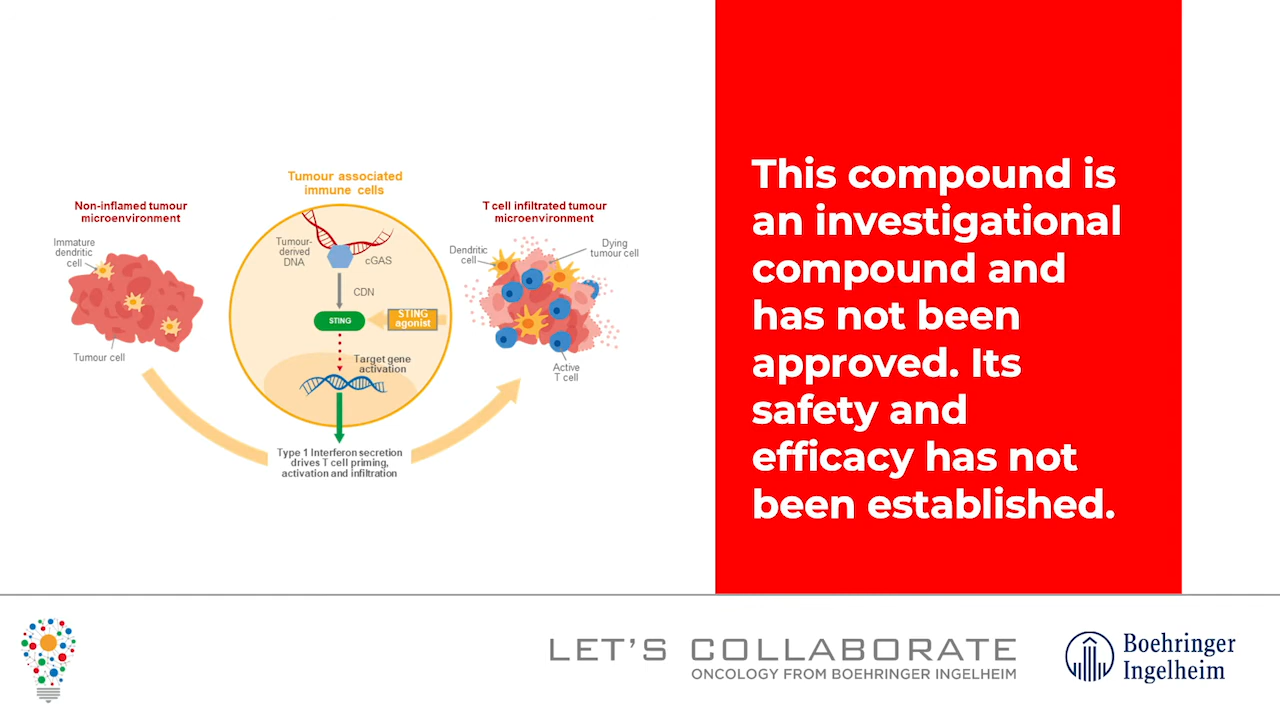 Tumour associated
immune cells
Non-inflamed tumour
microenvironment
Immature
dendritic
cell
Tumour cell
Tumour-
derived
DNA
cGAS
CDN
STING
STING
agonist
Target gene
activation
Type 1 Interferon secretion
drives T cell priming,
activation and infiltration
T cell infiltrated tumour
microenvironment
Dendritic
cell
Dying
tumour cell
Active
T cell
This compound is
an investigational
compound and
has not been
approved. Its
safety and
efficacy has not
been established.
LET'S COLLABORATE
ONCOLOGY FROM BOEHRINGER INGELHEIM
Boehringer
Ingelheim